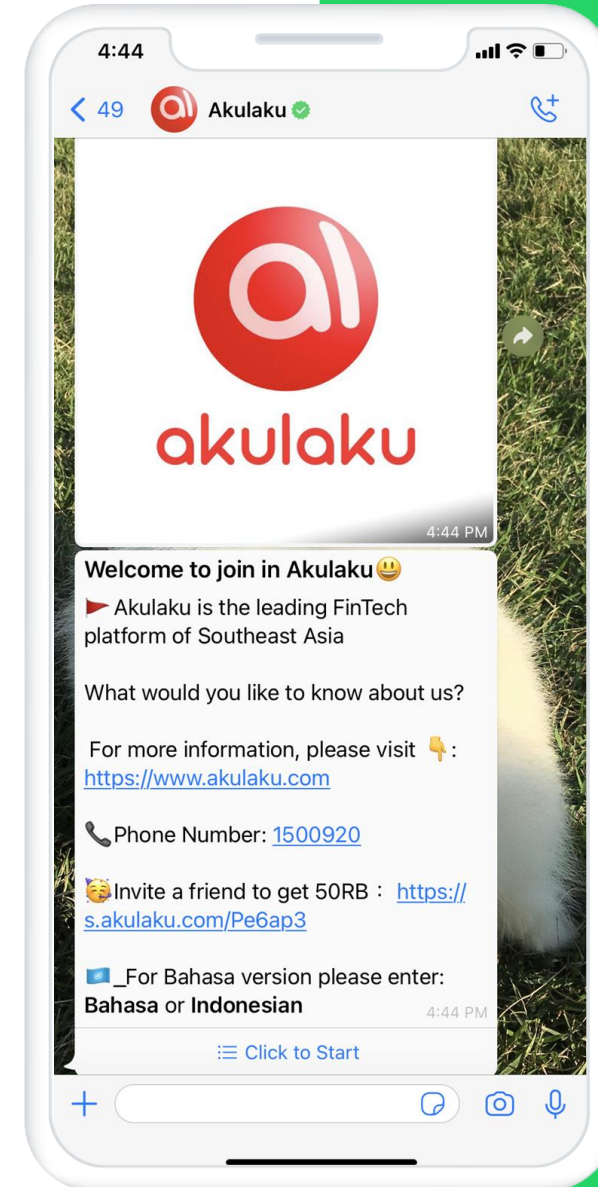 4:44
49
Akulaku
al
akulaku
4:44 PM
Welcome to join in Akulaku😃
🚩Akulaku is the leading FinTech
platform of Southeast Asia
What would you like to know about us?
For more information, please visit 👇:
https://www.akulaku.com
📞Phone Number: 1500920
🥳Invite a friend to get 50RB： https://
s.akulaku.com/Pe6ap3
🇺🇳_For Bahasa version please enter:
Bahasa or Indonesian
4:44 PM
Click to Start